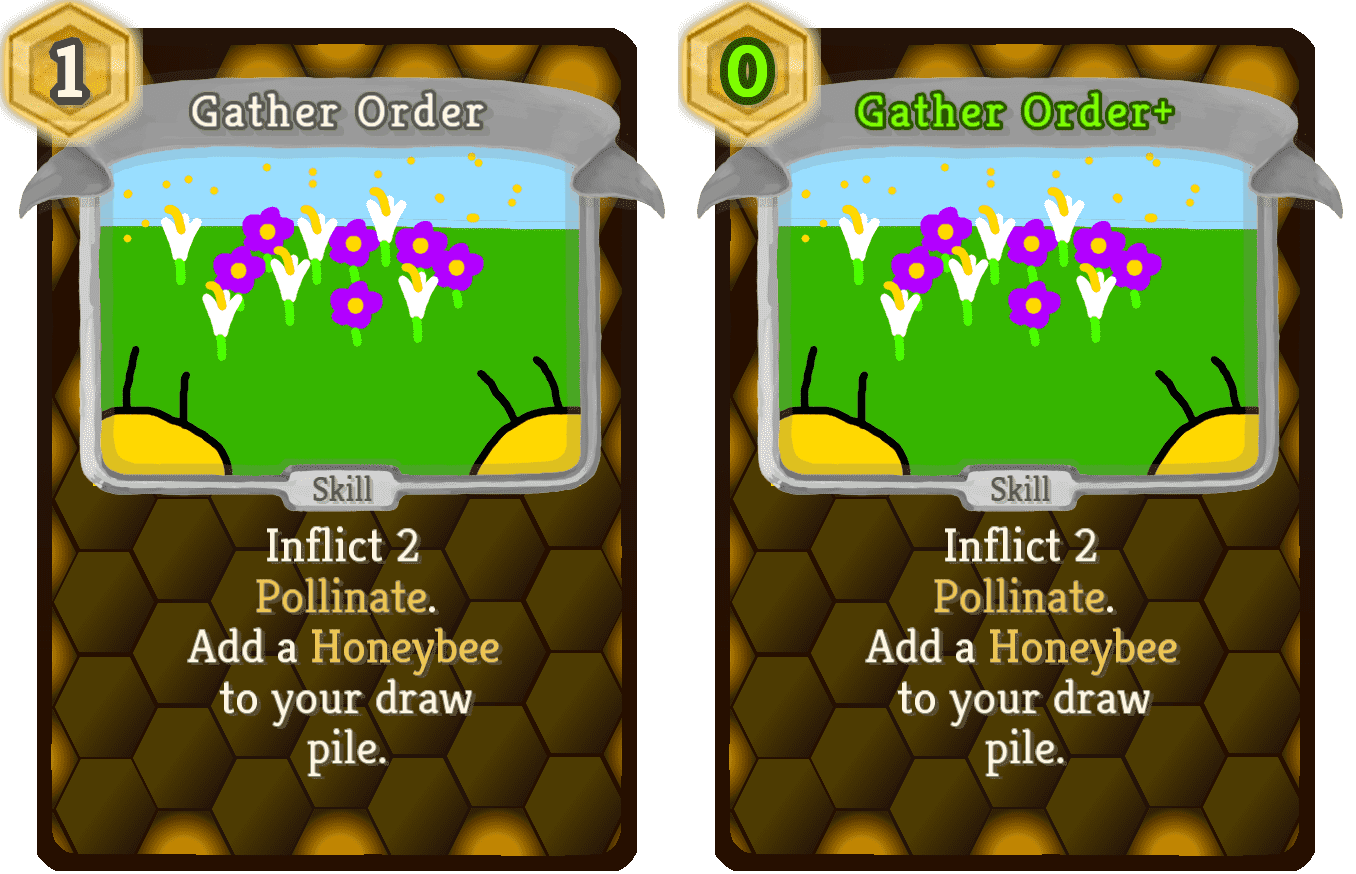 1
Gather Order
Skill
Inflict 2
Pollinate.
Add a Honeybee
to your draw
pile.
0
Gather Order+
Skill
Inflict 2
Pollinate.
Add a Honeybee
to your draw
pile.